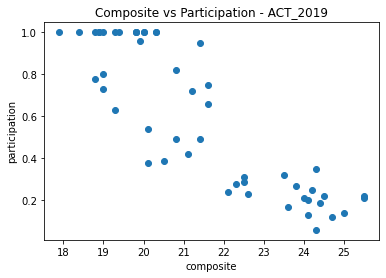 Composite vs Participation - ACT_2019
1.0
0.8
0.6
0.4
0.2
participation
18 19 20 21 22 23 24 25
composite